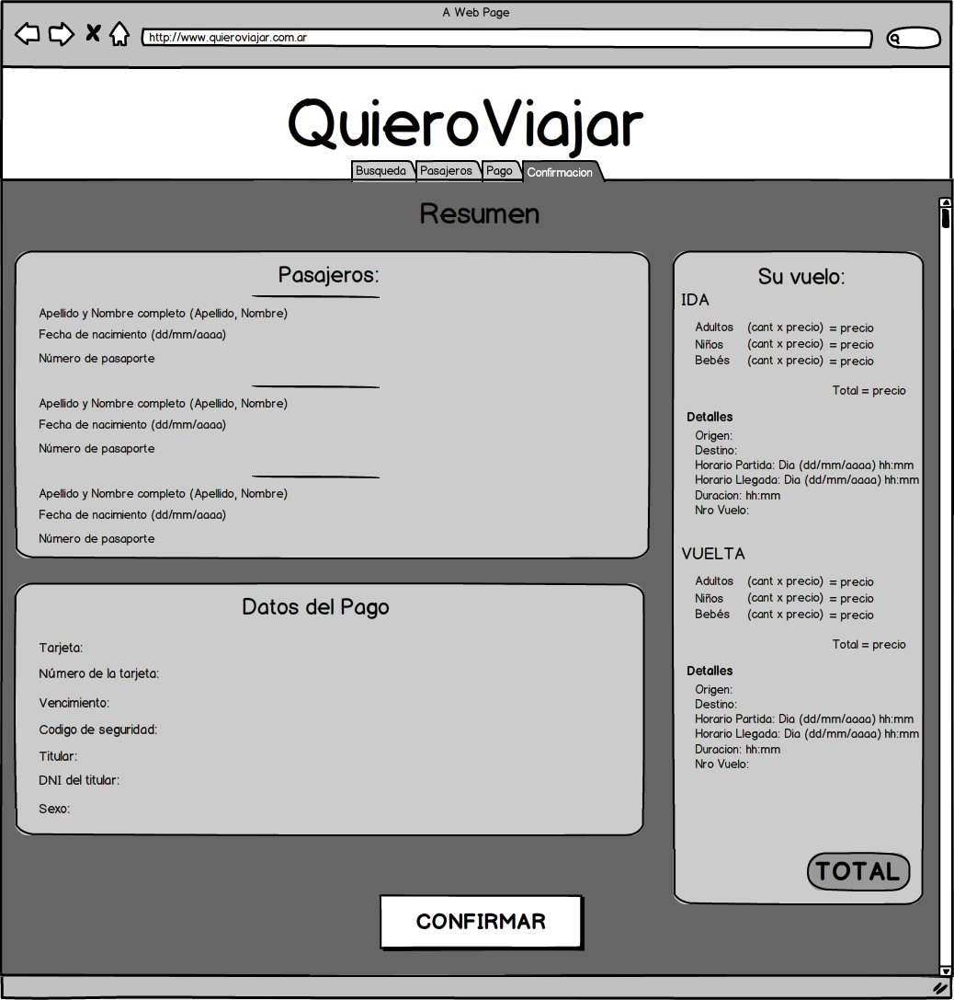 A Web Page
http://www.quieroviajar.com.ar
QuieroViajar
Busqueda Pasajeros Pago Confirmacion
Resumen
Pasajeros:
Apellido y Nombre completo (Apellido, Nombre)
Fecha de nacimiento (dd/mm/aaaa)
Número de pasaporte
Apellido y Nombre completo (Apellido, Nombre)
Fecha de nacimiento (dd/mm/aaaa)
Número de pasaporte
Apellido y Nombre completo (Apellido, Nombre)
Fecha de nacimiento (dd/mm/aaaa)
Número de pasaporte
Datos del Pago
Tarjeta:
Número de la tarjeta:
Vencimiento:
Codigo de seguridad:
Titular:
DNI del titular:
Sexo:
Su vuelo:
IDA
Adultos (cant x precio) = precio
Niños (cant x precio) = precio
Bebés (cant x precio) = precio
Total = precio
Detalles
Origen:
Destino:
Horario Partida: Dia (dd/mm/aaaa) hh:mm
Horario Llegada: Dia (dd/mm/aaaa) hh:mm
Duracion: hh:mm
Nro Vuelo:
VUELTA
Adultos (cant x precio) = precio
Niños (cant x precio) = precio
Bebés (cant x precio) = precio
Total = precio
Detalles
Origen:
Destino:
Horario Partida: Dia (dd/mm/aaaa) hh:mm
Horario Llegada: Dia (dd/mm/aaaa) hh:mm
Duracion: hh:mm
Nro Vuelo:
TOTAL
CONFIRMAR